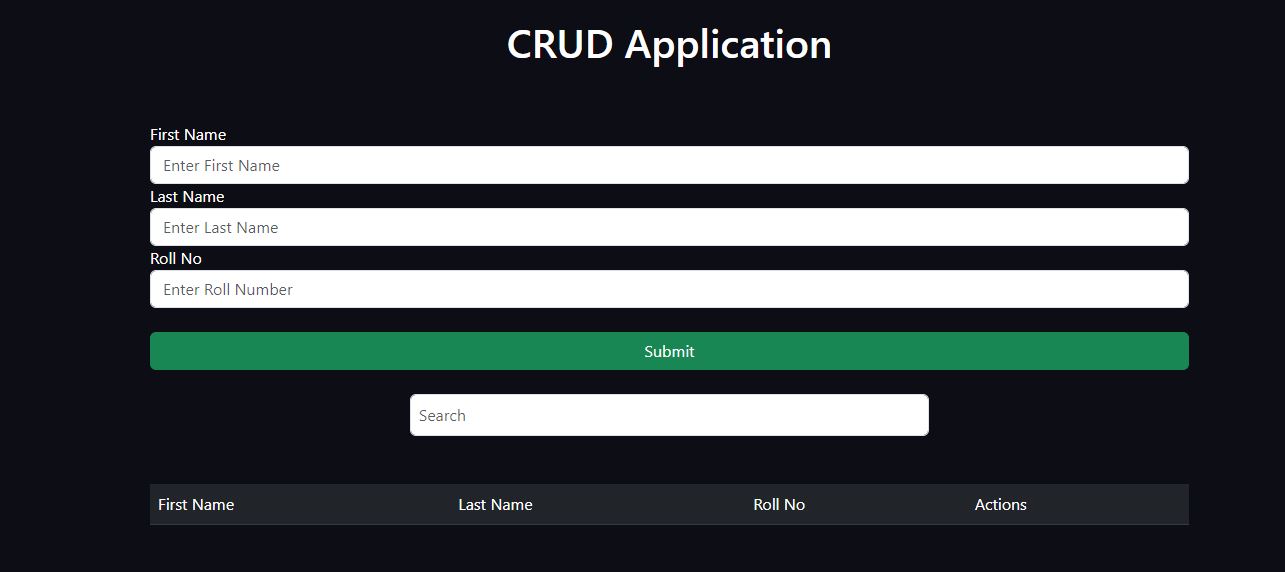 CRUD Application
First Name
Enter First Name
Last Name
Enter Last Name
Roll No
Enter Roll Number
Submit
Search
First Name Last Name Roll No Actions